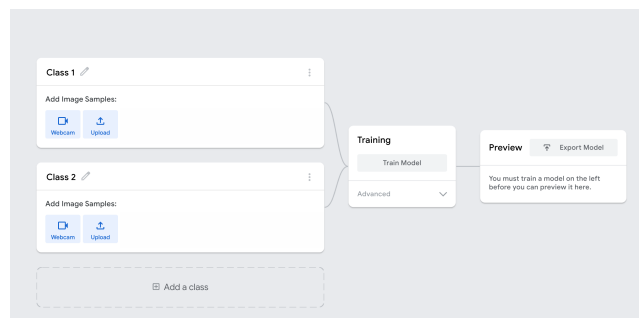 Class 1
Add Image Samples:
Webcam Upload
Class 2
Add Image Samples:
Webcam Upload
Add a class
Training
Train Model
Advanced
Preview
Export Model
You must train a model on the left
before you can preview it here.